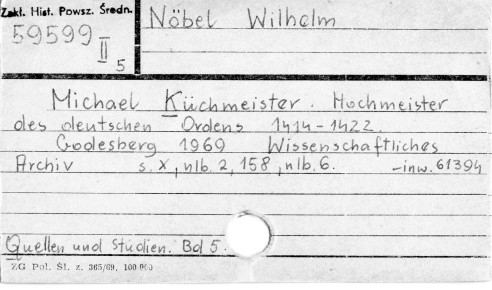 Zakł. Hist. Powsz. Średn.
59599 II 5
Nöbel Wilhelm
Michael Küchmeister. Hochmeister
des deutschen Ordens 1414-1422.
Godesberg 1969 Wissenschaftliches
Archiv s. X, nlb. 2, 158, nlb. 6. -inw. 61394
Quellen und Studien. Bd 5.
ZG Pol. Śl. z. 365/69, 100 000